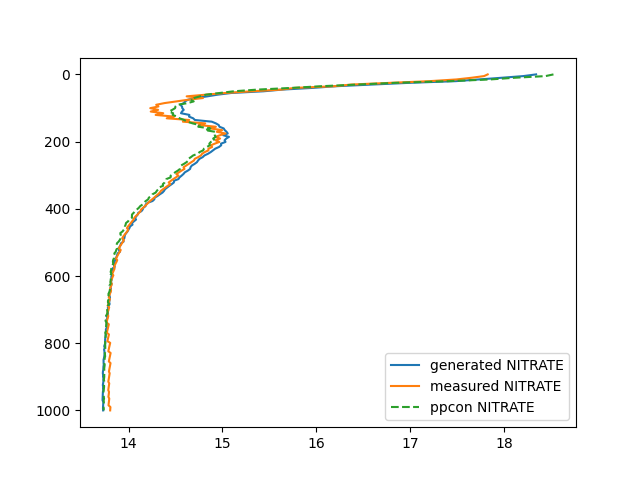 0
200
400
600
800
1000
14 15 16 17 18
generated NITRATE
measured NITRATE
ppcon NITRATE